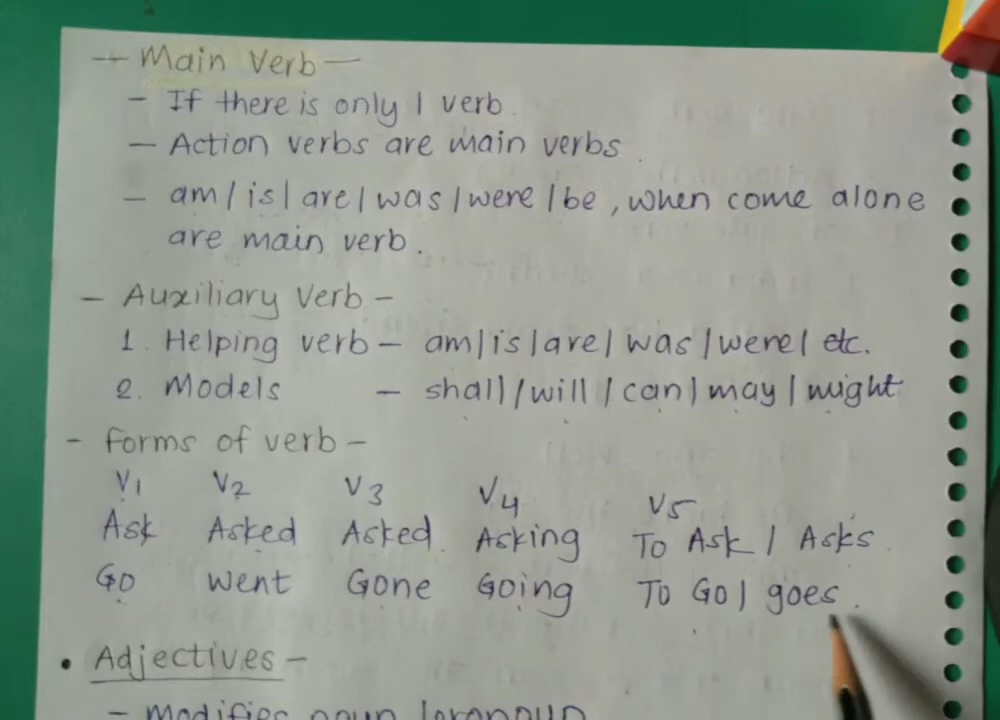 — Main Verb —
- If there is only 1 verb.
- Action verbs are main verbs.
- am / is / are / was / were / be, when come alone
are main verb.
- Auxiliary Verb -
1. Helping verb - am / is / are / was / were / etc.
2. Models - shall / will / can / may / might
- Forms of verb -
V1 V2 V3 V4 V5
Ask Asked Asked Asking To Ask / Asks.
Go Went Gone Going To Go / goes.
• Adjectives -
- Modifies noun / pronoun